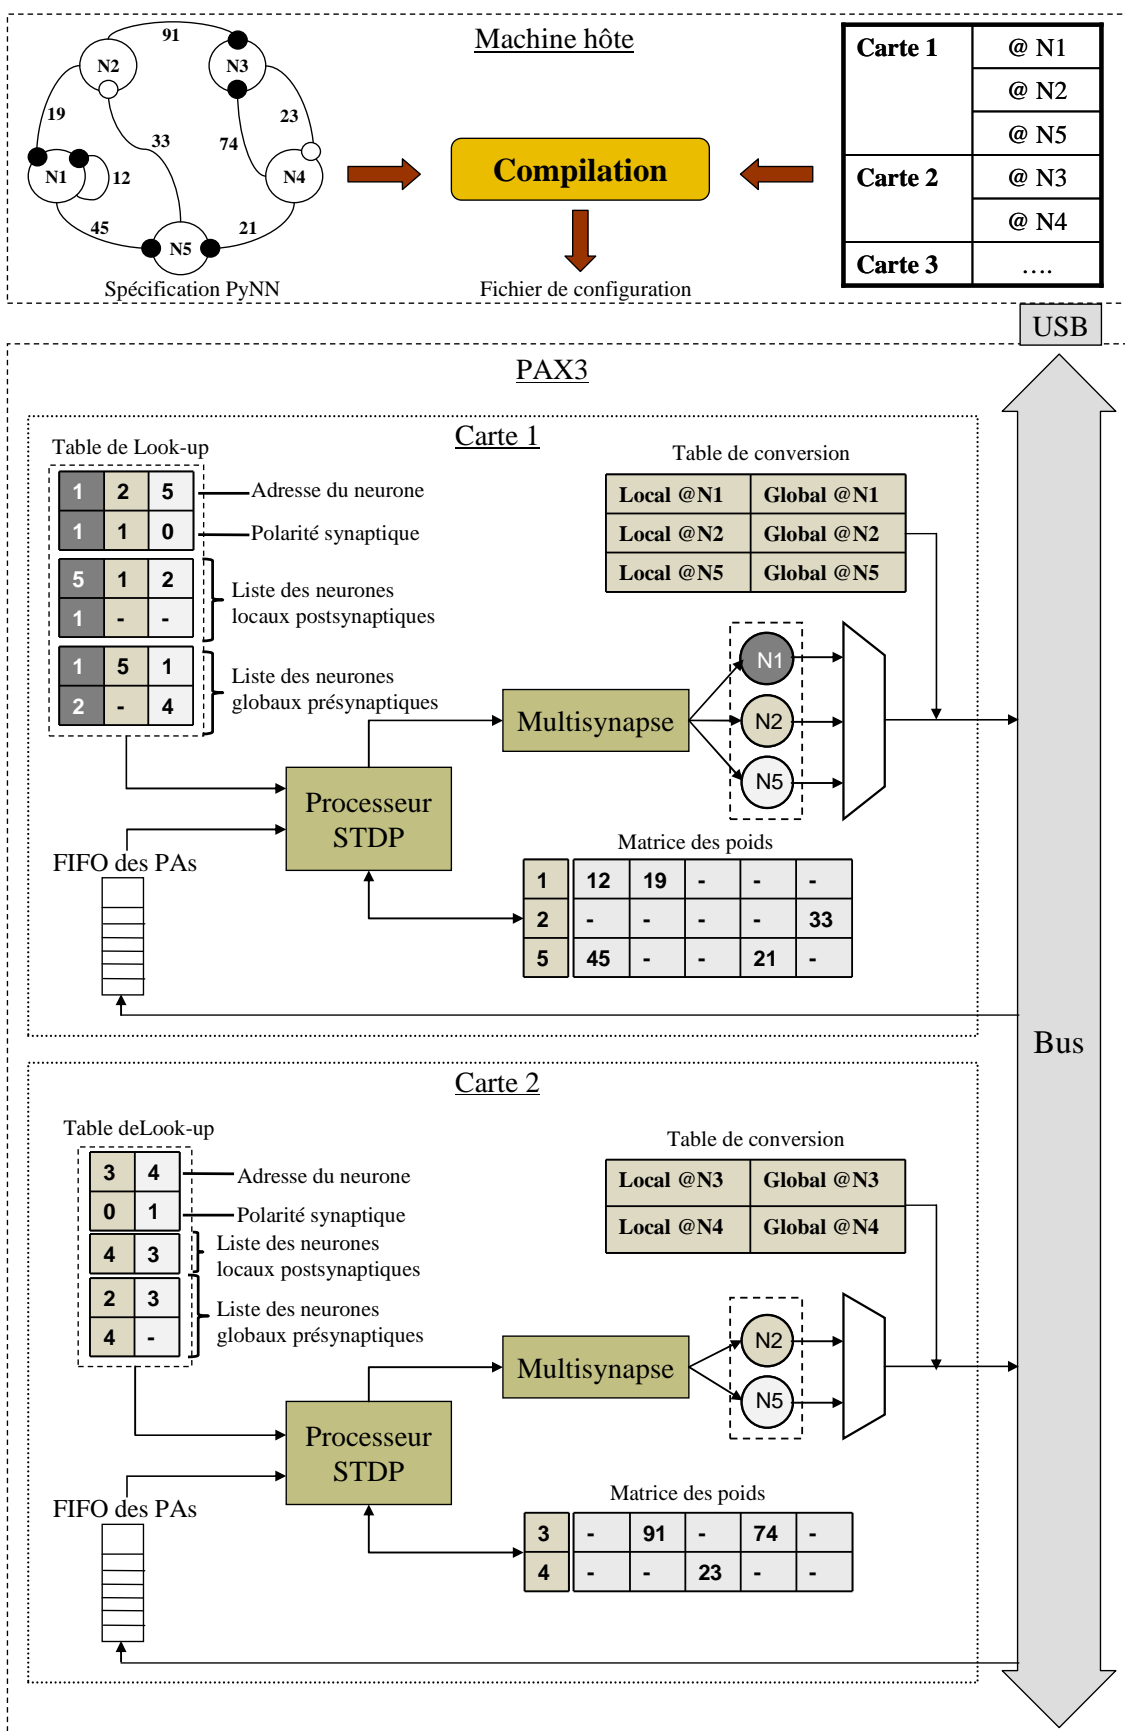 Machine hôte
91
N2
N3
19
33
74
23
N1
12
N4
45
21
N5
Spécification PyNN
Compilation
Fichier de configuration
Carte 1 @ N1
@ N2
@ N5
Carte 2 @ N3
@ N4
Carte 3 ....
USB
PAX3
Carte 1
Table de Look-up
1 2 5
Adresse du neurone
1 1 0
Polarité synaptique
5 1 2
1 - -
Liste des neurones
locaux postsynaptiques
1 5 1
2 - 4
Liste des neurones
globaux présynaptiques
Table de conversion
Local @N1 Global @N1
Local @N2 Global @N2
Local @N5 Global @N5
Multisynapse
N1
N2
N5
Processeur
STDP
FIFO des PAs
Matrice des poids
1 12 19 - - -
2 - - - - 33
5 45 - - 21 -
Bus
Carte 2
Table deLook-up
3 4
Adresse du neurone
0 1
Polarité synaptique
4 3
Liste des neurones
locaux postsynaptiques
2 3
4 -
Liste des neurones
globaux présynaptiques
Table de conversion
Local @N3 Global @N3
Local @N4 Global @N4
Multisynapse
N2
N5
Processeur
STDP
FIFO des PAs
Matrice des poids
3 - 91 - 74 -
4 - - 23 - -